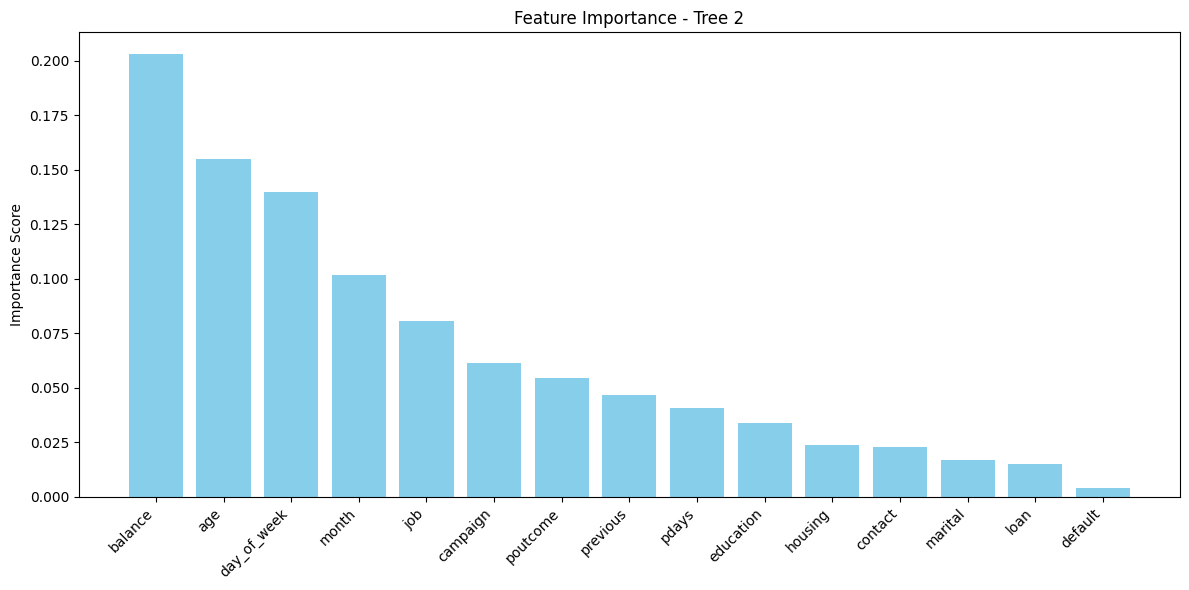 Feature Importance - Tree 2
Importance Score
0.200
0.175
0.150
0.125
0.100
0.075
0.050
0.025
0.000
balance
age
day_of_week
month
job
campaign
poutcome
previous
pdays
education
housing
contact
marital
loan
default